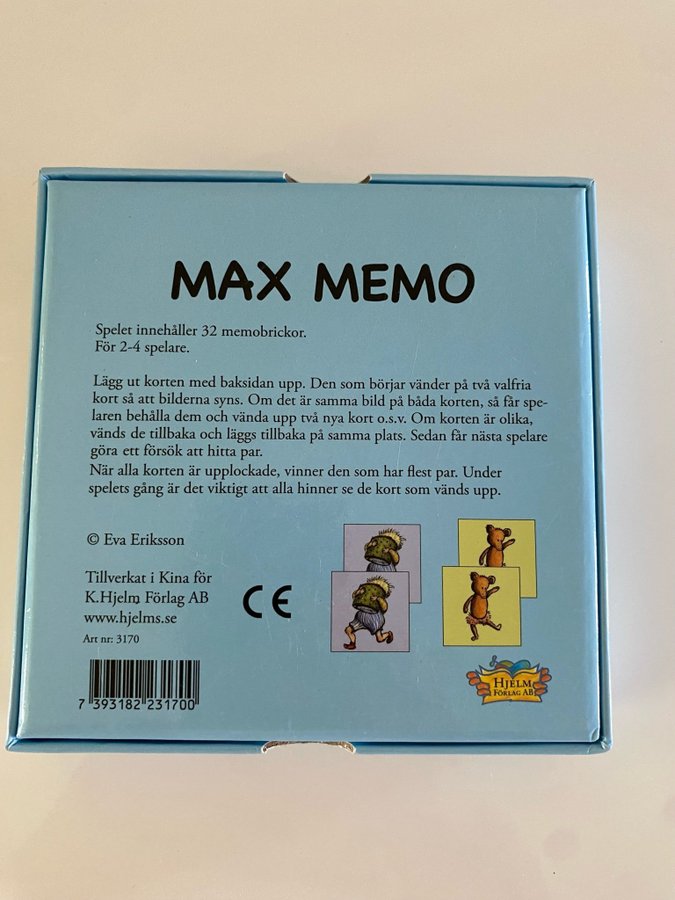 MAX MEMO
Spelet innehåller 32 memobrickor.
För 2-4 spelare.
Lägg ut korten med baksidan upp. Den som börjar vänder på två valfria
kort så att bilderna syns. Om det är samma bild på båda korten, så får spe-
laren behålla dem och vända upp två nya kort o.s.v. Om korten är olika,
vänds de tillbaka och läggs tillbaka på samma plats. Sedan får nästa spelare
göra ett försök att hitta par.
När alla korten är upplockade, vinner den som har flest par. Under
spelets gång är det viktigt att alla hinner se de kort som vänds upp.
© Eva Eriksson
Tillverkat i Kina för
K.Hjelm Förlag AB
www.hjelms.se
Art nr: 3170
CE
7 393182 231700
HJELM
FÖRLAG AB